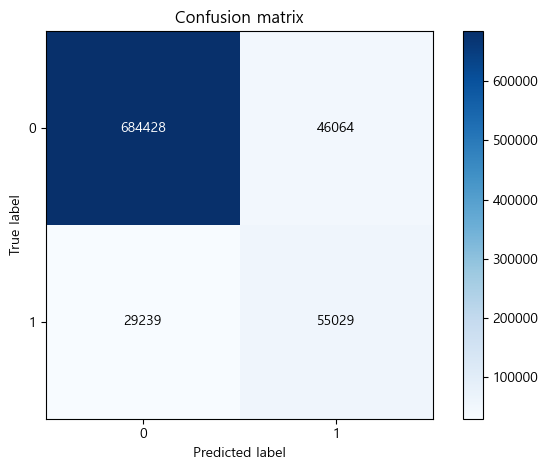 Confusion matrix
600000
0 684428 46064
500000
400000
True label
300000
1 29239 55029
200000
100000
0 1
Predicted label